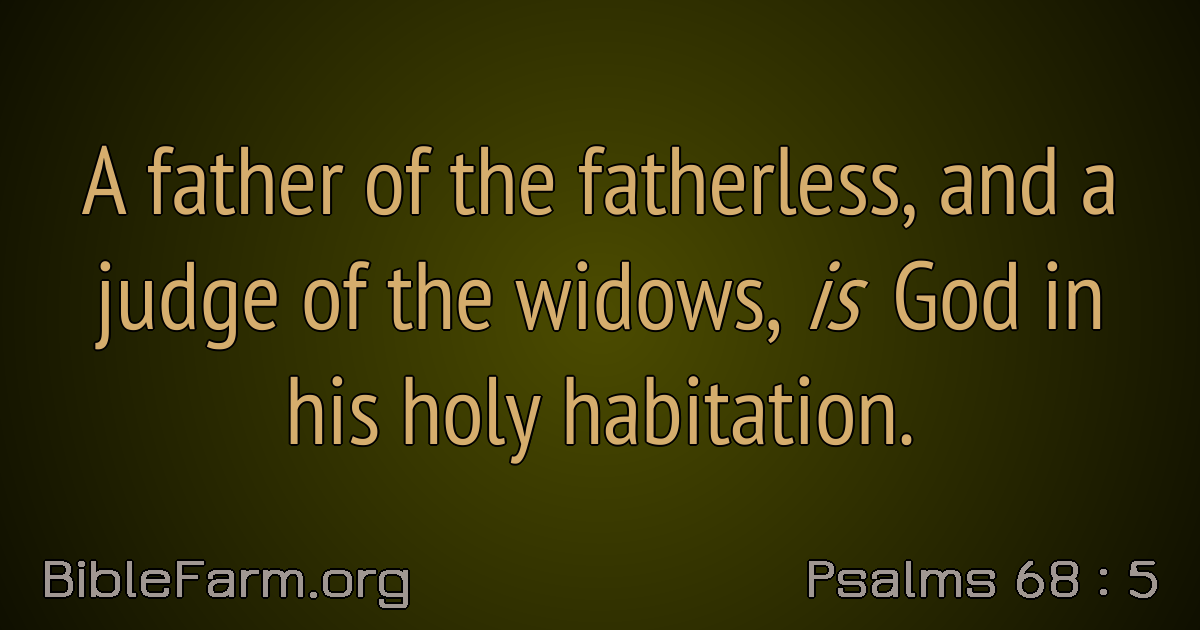 A father of the fatherless, and a
judge of the widows, is God in
his holy habitation.
BibleFarm.org
Psalms 68 : 5